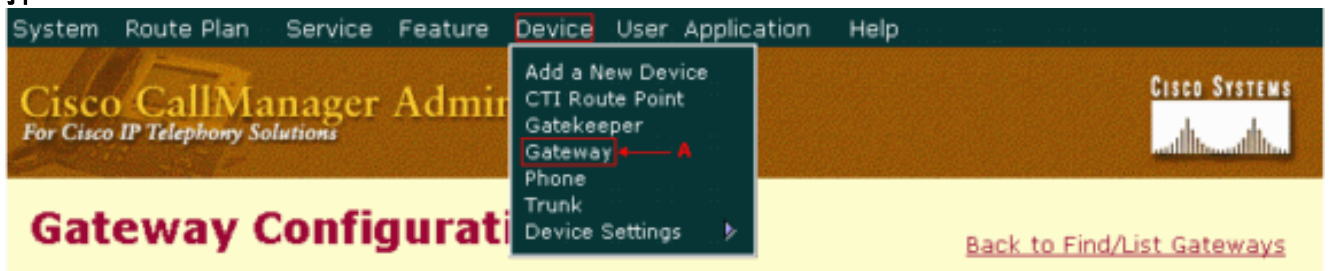 System Route Plan Service Feature Device User Application Help
Add a New Device
CTI Route Point
Gatekeeper
Gateway A
Phone
Trunk
Device Settings
Cisco CallManager Admin
For Cisco IP Telephony Solutions
CISCO SYSTEMS
Gateway Configurati
Back to Find/List Gateways